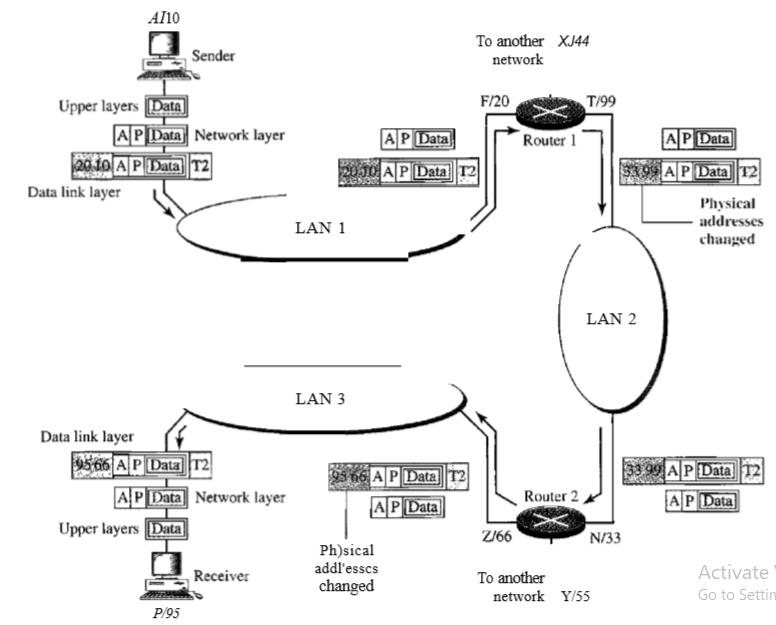 AI10
Sender
Upper layers Data
A P Data Network layer
20 10 A P Data T2
Data link layer
To another XJ44
network
F/20 T/99
Router 1
A P Data
20 10 A P Data T2
A P Data
33 99 A P Data T2
Physical
addresses
changed
LAN 1
LAN 2
LAN 3
Data link layer
95 66 A P Data T2
A P Data Network layer
Upper layers Data
Receiver
P/95
95 66 A P Data T2
A P Data
Ph)sical
addl'esscs
changed
Router 2
Z/66 N/33
To another
network Y/55
33 99 A P Data T2
A P Data
Activate
Go to Settin